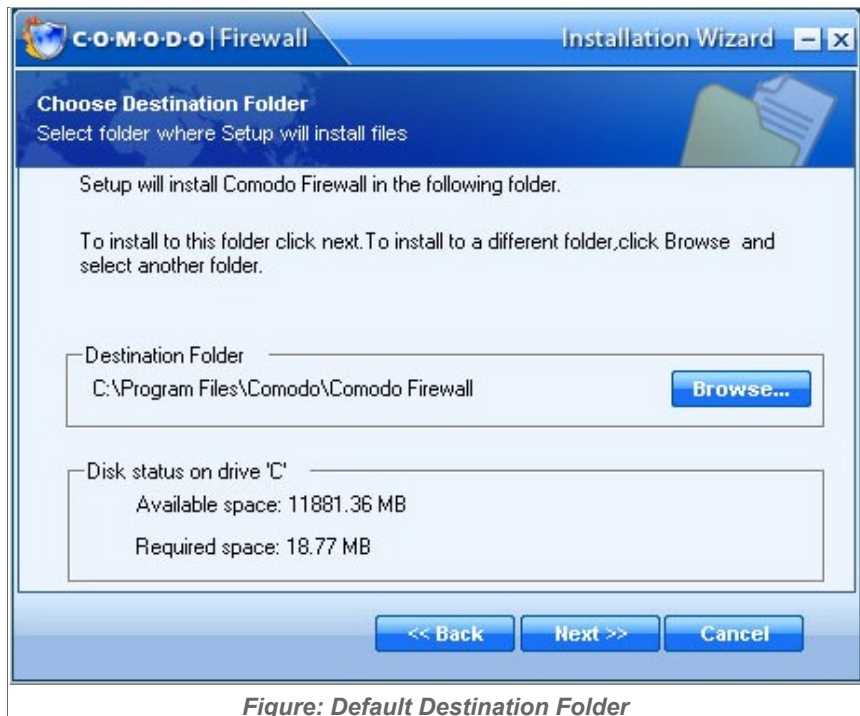 C·O·M·O·D·O | Firewall
Installation Wizard
Choose Destination Folder
Select folder where Setup will install files
Setup will install Comodo Firewall in the following folder.
To install to this folder click next.To install to a different folder,click Browse and
select another folder.
Destination Folder
C:\Program Files\Comodo\Comodo Firewall
Browse...
Disk status on drive 'C'
Available space: 11881.36 MB
Required space: 18.77 MB
<< Back
Next >>
Cancel
Figure: Default Destination Folder